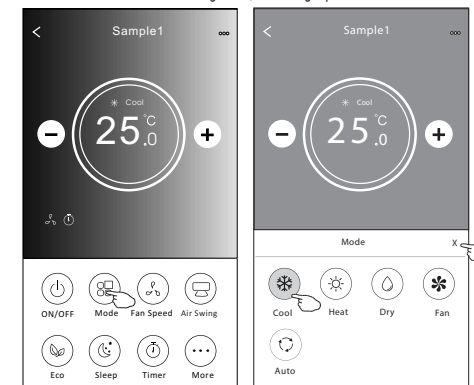 Sample1
Cool
25.0°C
ON/OFF Mode Fan Speed Air Swing
Eco Sleep Timer More
Sample1
Cool
25.0°C
Mode X
Cool Heat Dry Fan
Auto